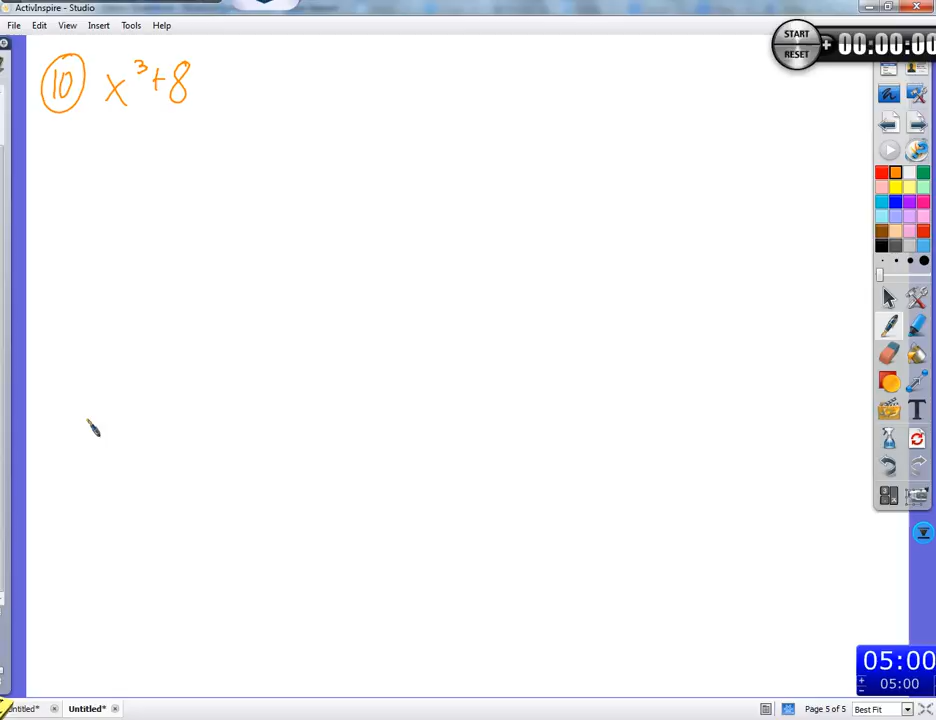 ActivInspire - Studio
File Edit View Insert Tools Help
START
RESET
00:00:00
10 x³+8
05:00
05:00
Untitled*
Page 5 of 5
Best Fit